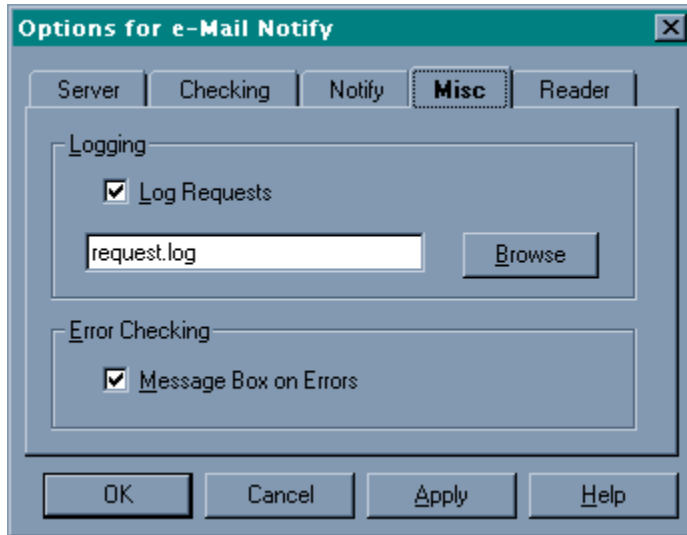 Options for e-Mail Notify
Server Checking Notify Misc Reader
Logging
Log Requests
request.log Browse
Error Checking
Message Box on Errors
OK Cancel Apply Help